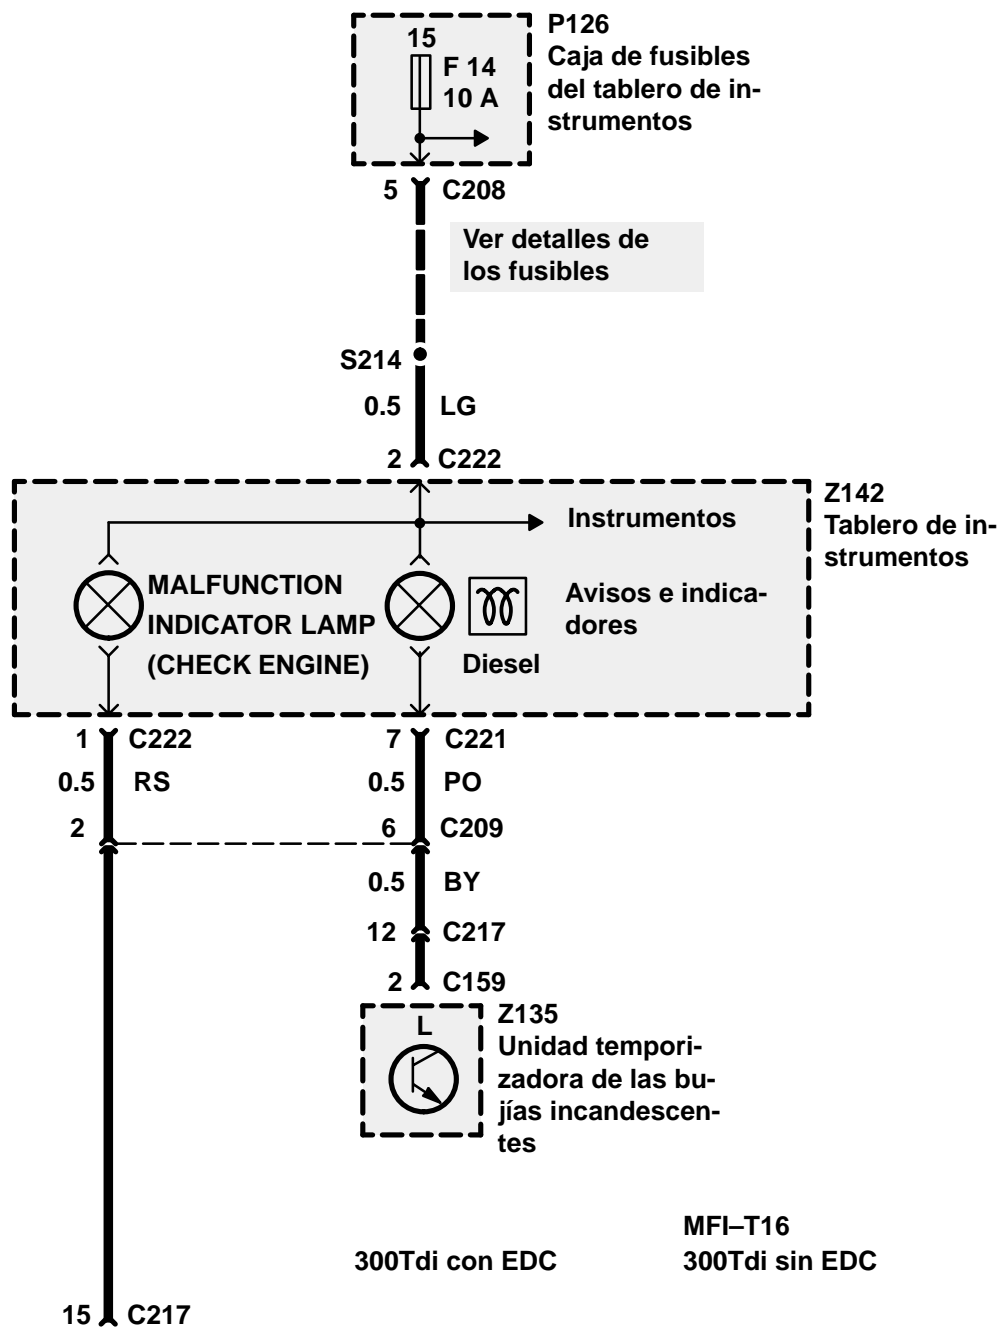 P126
Caja de fusibles
del tablero de in-
strumentos
15
F 14
10 A
5 C208
Ver detalles de
los fusibles
S214
0.5 LG
2 C222
Z142
Tablero de in-
strumentos
Instrumentos
MALFUNCTION
INDICATOR LAMP
(CHECK ENGINE)
Diesel
Avisos e indica-
dores
1 C222
7 C221
0.5 RS
0.5 PO
2
6 C209
0.5 BY
12 C217
2 C159
L
Z135
Unidad tempori-
zadora de las bu-
jías incandescen-
tes
MFI–T16
300Tdi con EDC
300Tdi sin EDC
15 C217